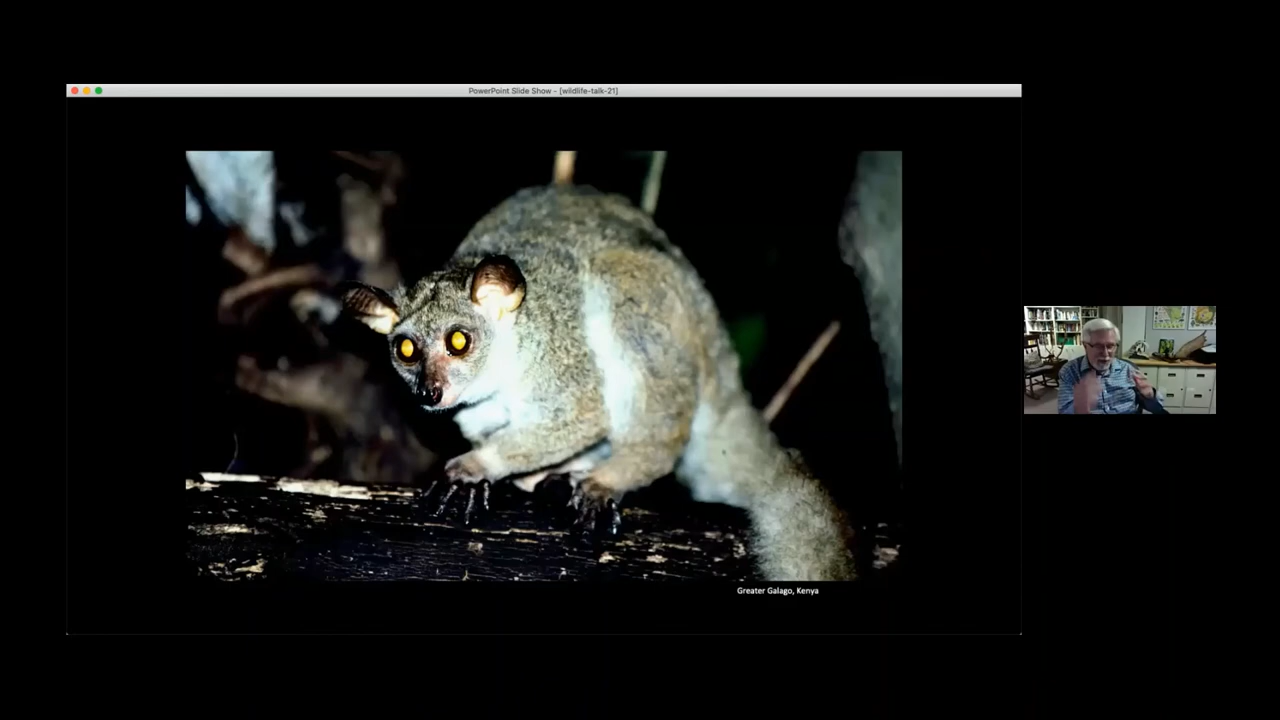 PowerPoint Slide Show - [wildlife-talk-21]
Greater Galago, Kenya